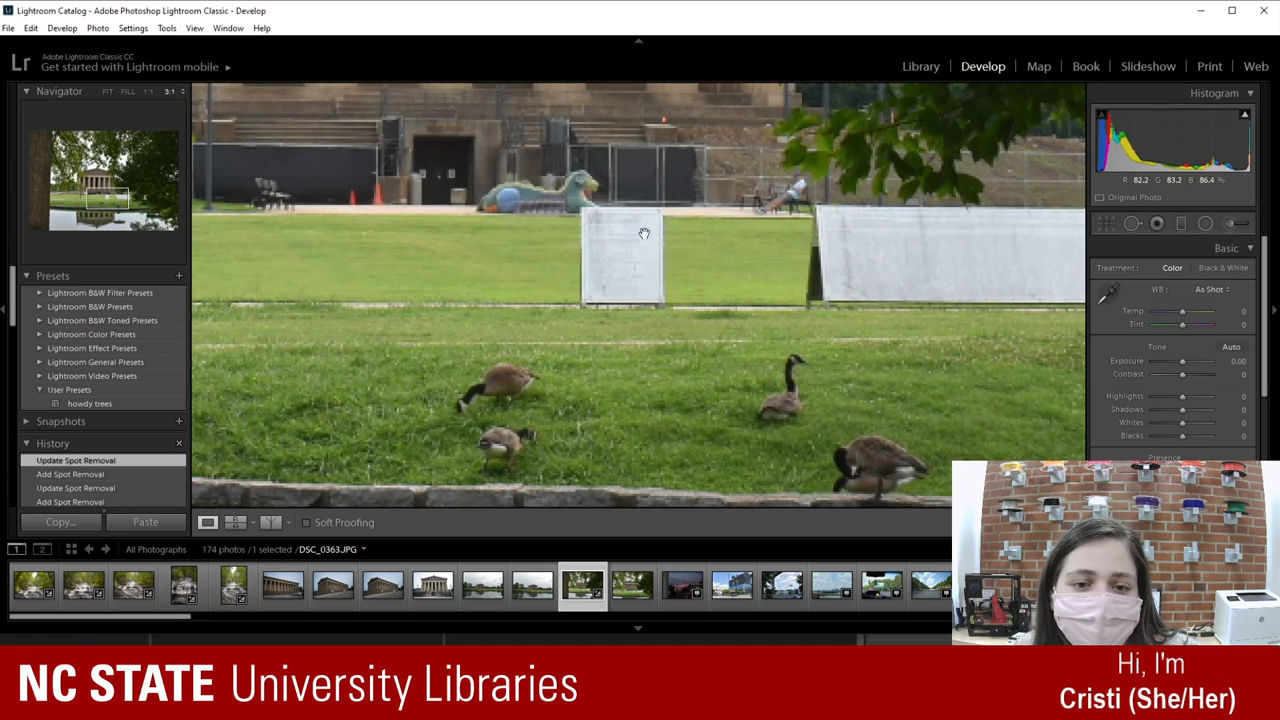 Lightroom Catalog - Adobe Photoshop Lightroom Classic - Develop
File Edit Develop Photo Settings Tools View Window Help
Lr
Adobe Lightroom Classic CC
Get started with Lightroom mobile
Library Develop Map Book Slideshow Print Web
Navigator FIT FILL 1:1 3:1
Presets
Lightroom B&W Filter Presets
Lightroom B&W Presets
Lightroom B&W Toned Presets
Lightroom Color Presets
Lightroom Effect Presets
Lightroom General Presets
Lightroom Video Presets
User Presets
howdy trees
Snapshots
History
Update Spot Removal
Add Spot Removal
Update Spot Removal
Add Spot Removal
Copy... Paste
Soft Proofing
Histogram
R 82.2 G 83.2 B 86.4 %
Original Photo
Basic
Treatment: Color Black & White
WB: As Shot
Temp 0
Tint 0
Tone Auto
Exposure 0.00
Contrast 0
Highlights 0
Shadows 0
Whites 0
Blacks 0
Presence
1 2 All Photographs 174 photos / 1 selected / DSC_0363.JPG
NC STATE University Libraries
Hi, I'm
Cristi (She/Her)